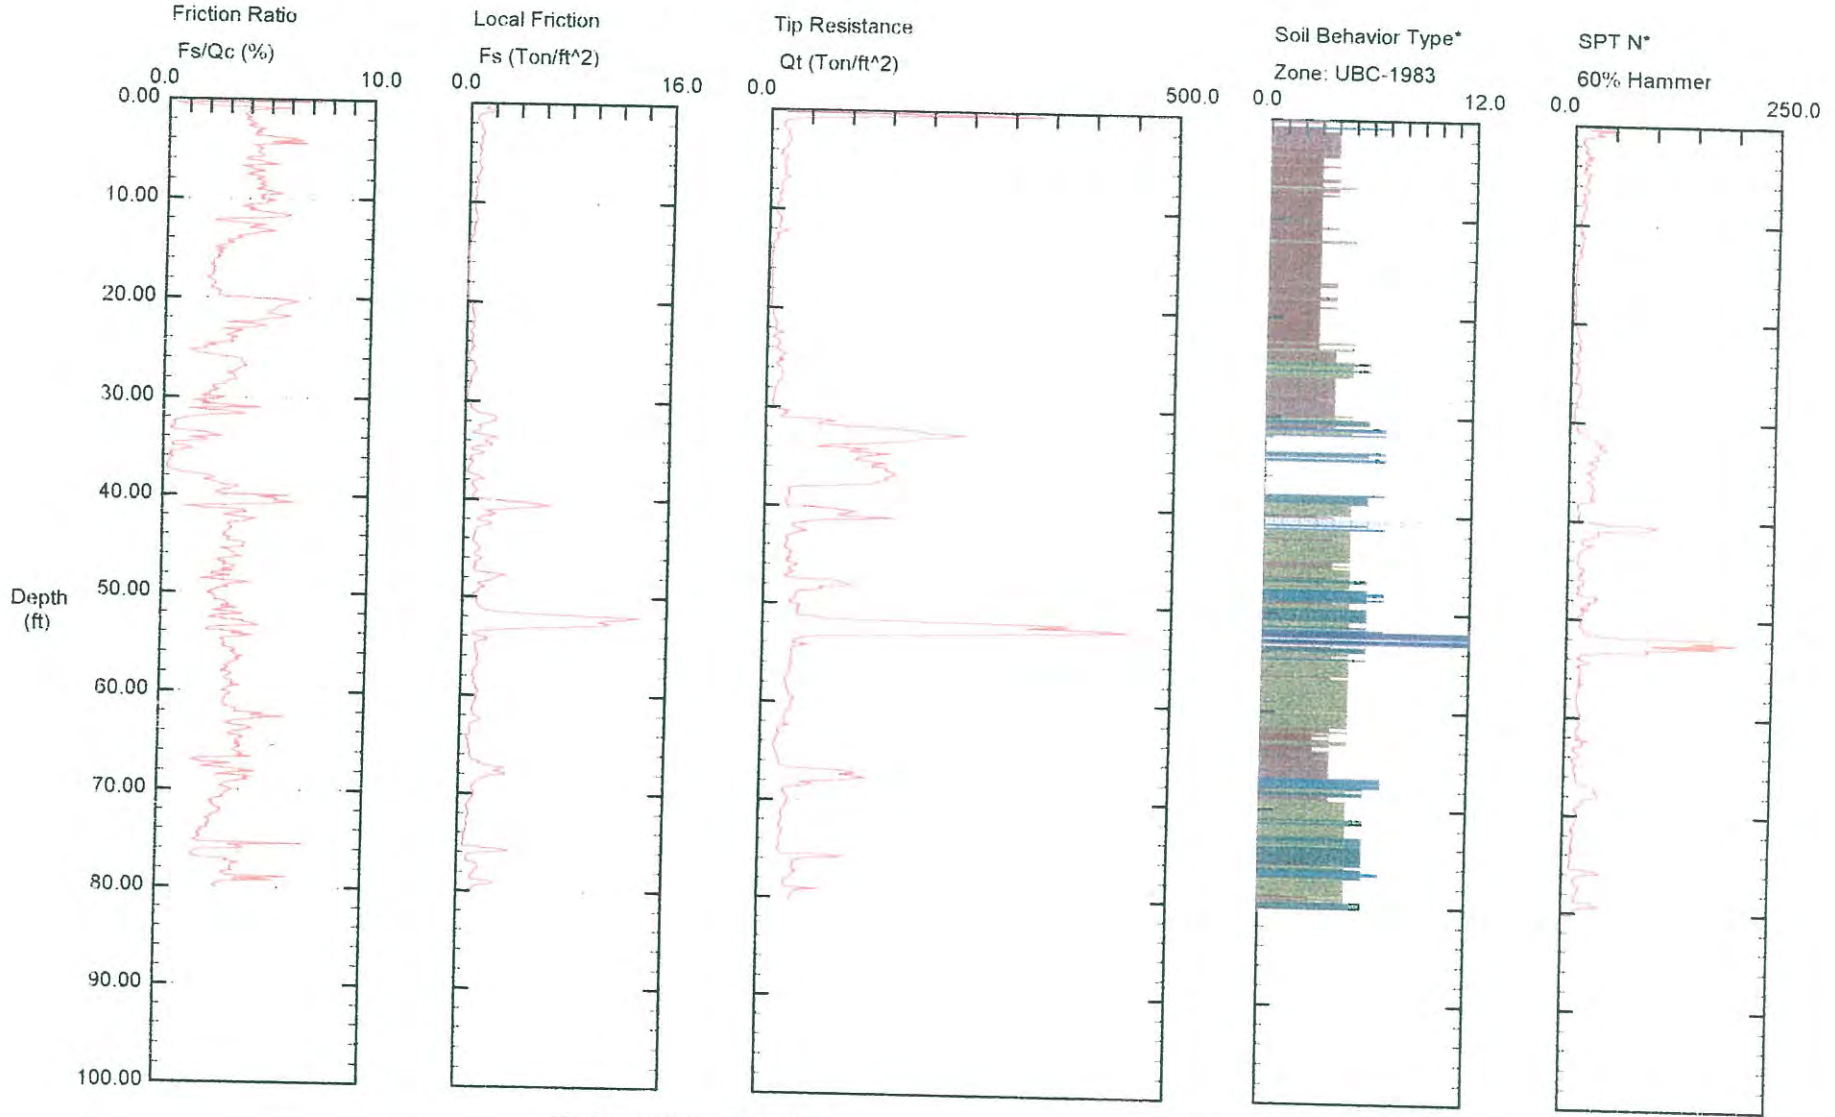 Friction Ratio
Fs/Qc (%)
0.0 10.0
Local Friction
Fs (Ton/ft^2)
0.0 16.0
Tip Resistance
Qt (Ton/ft^2)
0.0 500.0
Soil Behavior Type*
Zone: UBC-1983
0.0 12.0
SPT N*
60% Hammer
0.0 250.0
0.00
10.00
20.00
30.00
40.00
50.00
Depth
(ft)
60.00
70.00
80.00
90.00
100.00